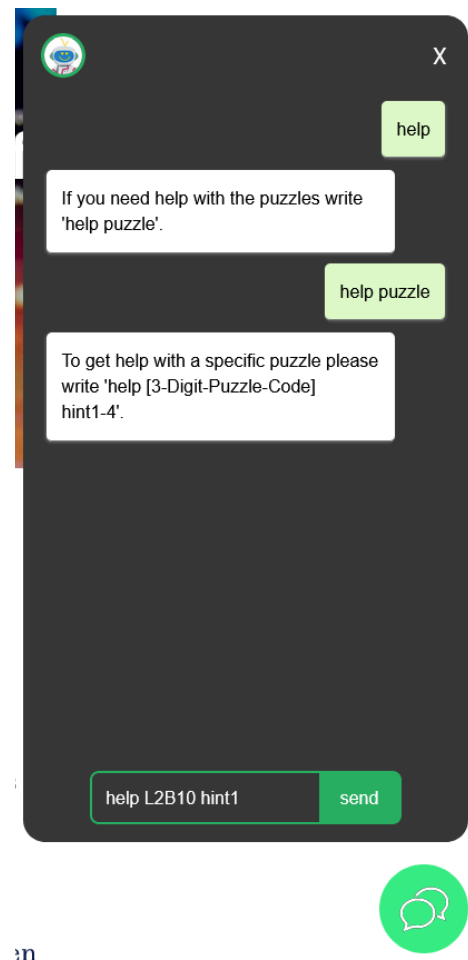 X
help
If you need help with the puzzles write
'help puzzle'.
help puzzle
To get help with a specific puzzle please
write 'help [3-Digit-Puzzle-Code]
hint1-4'.
help L2B10 hint1
send
en